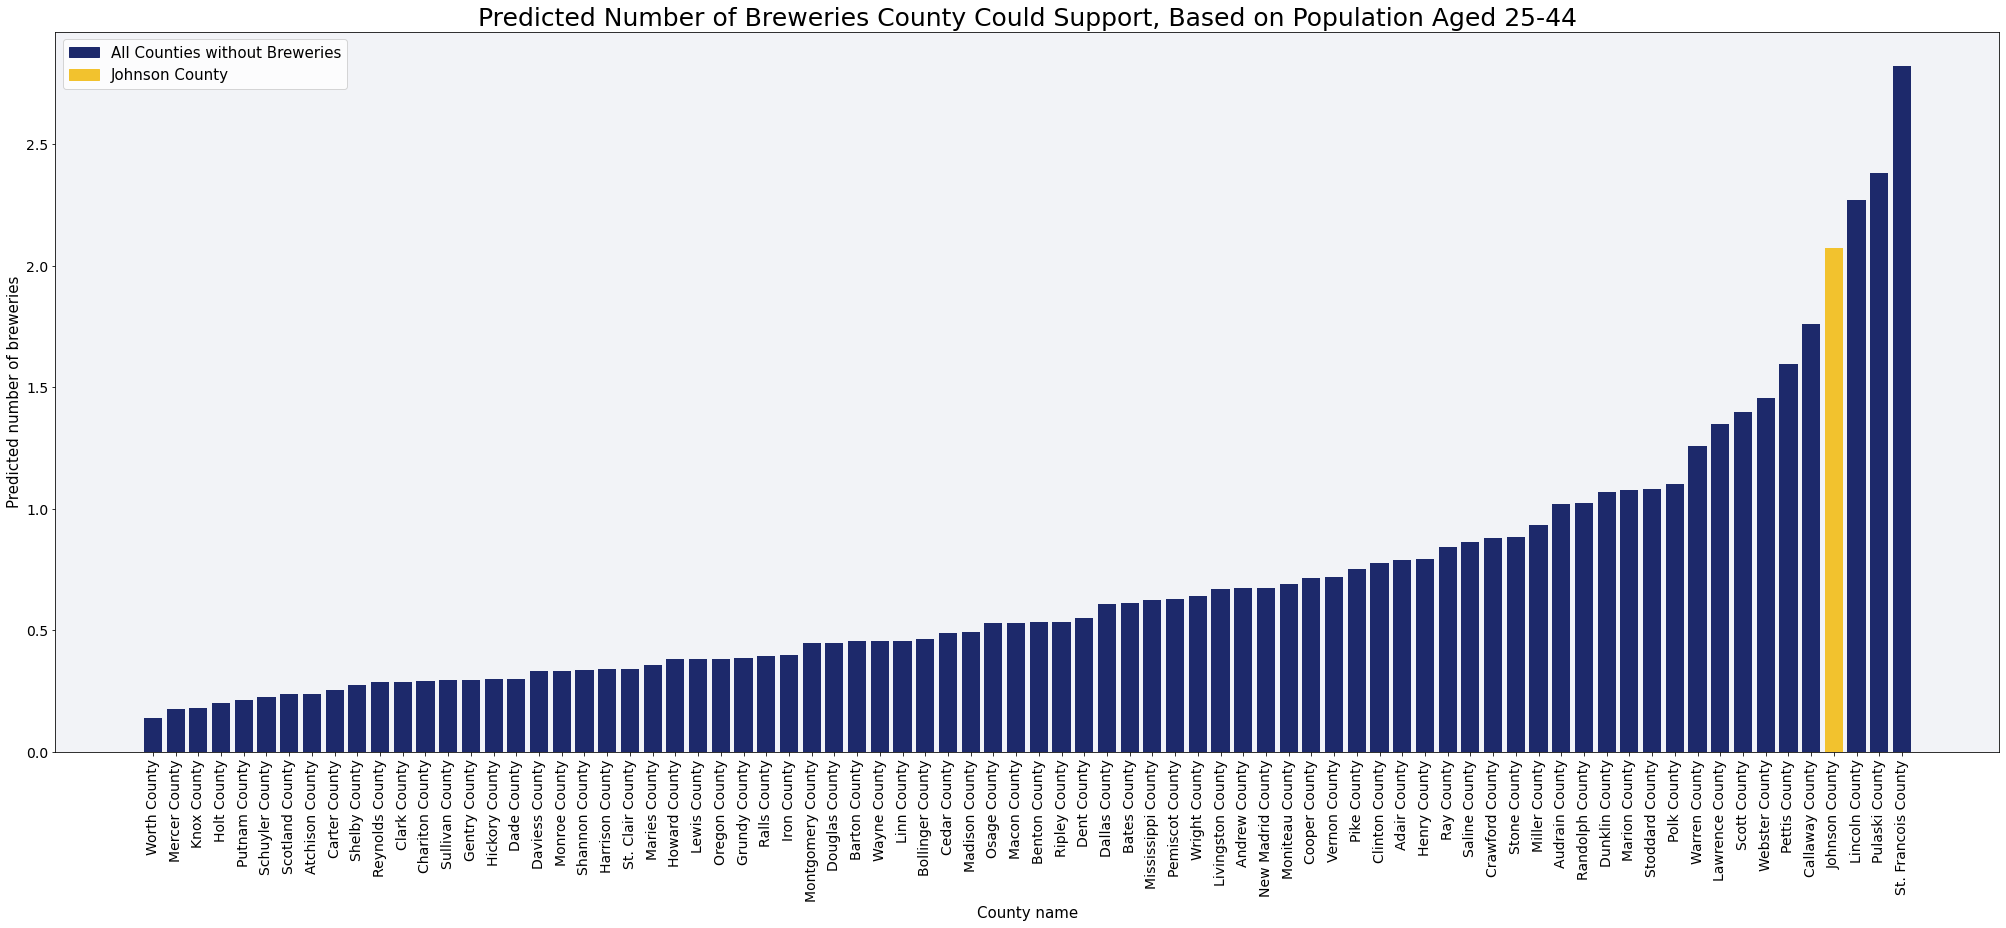 Predicted Number of Breweries County Could Support, Based on Population Aged 25-44
All Counties without Breweries
Johnson County
Predicted number of breweries
2.5
2.0
1.5
1.0
0.5
0.0
Worth County
Mercer County
Knox County
Holt County
Putnam County
Schuyler County
Scotland County
Atchison County
Carter County
Shelby County
Reynolds County
Clark County
Chariton County
Sullivan County
Gentry County
Hickory County
Dade County
Daviess County
Monroe County
Shannon County
Harrison County
St. Clair County
Maries County
Howard County
Lewis County
Oregon County
Grundy County
Ralls County
Iron County
Montgomery County
Douglas County
Barton County
Wayne County
Linn County
Bollinger County
Cedar County
Madison County
Osage County
Macon County
Benton County
Ripley County
Dent County
Dallas County
Bates County
Mississippi County
Pemiscot County
Wright County
Livingston County
Andrew County
New Madrid County
Moniteau County
Cooper County
Vernon County
Pike County
Clinton County
Adair County
Henry County
Ray County
Saline County
Crawford County
Stone County
Miller County
Audrain County
Randolph County
Dunklin County
Marion County
Stoddard County
Polk County
Warren County
Lawrence County
Scott County
Webster County
Pettis County
Callaway County
Johnson County
Lincoln County
Pulaski County
St. Francois County
County name